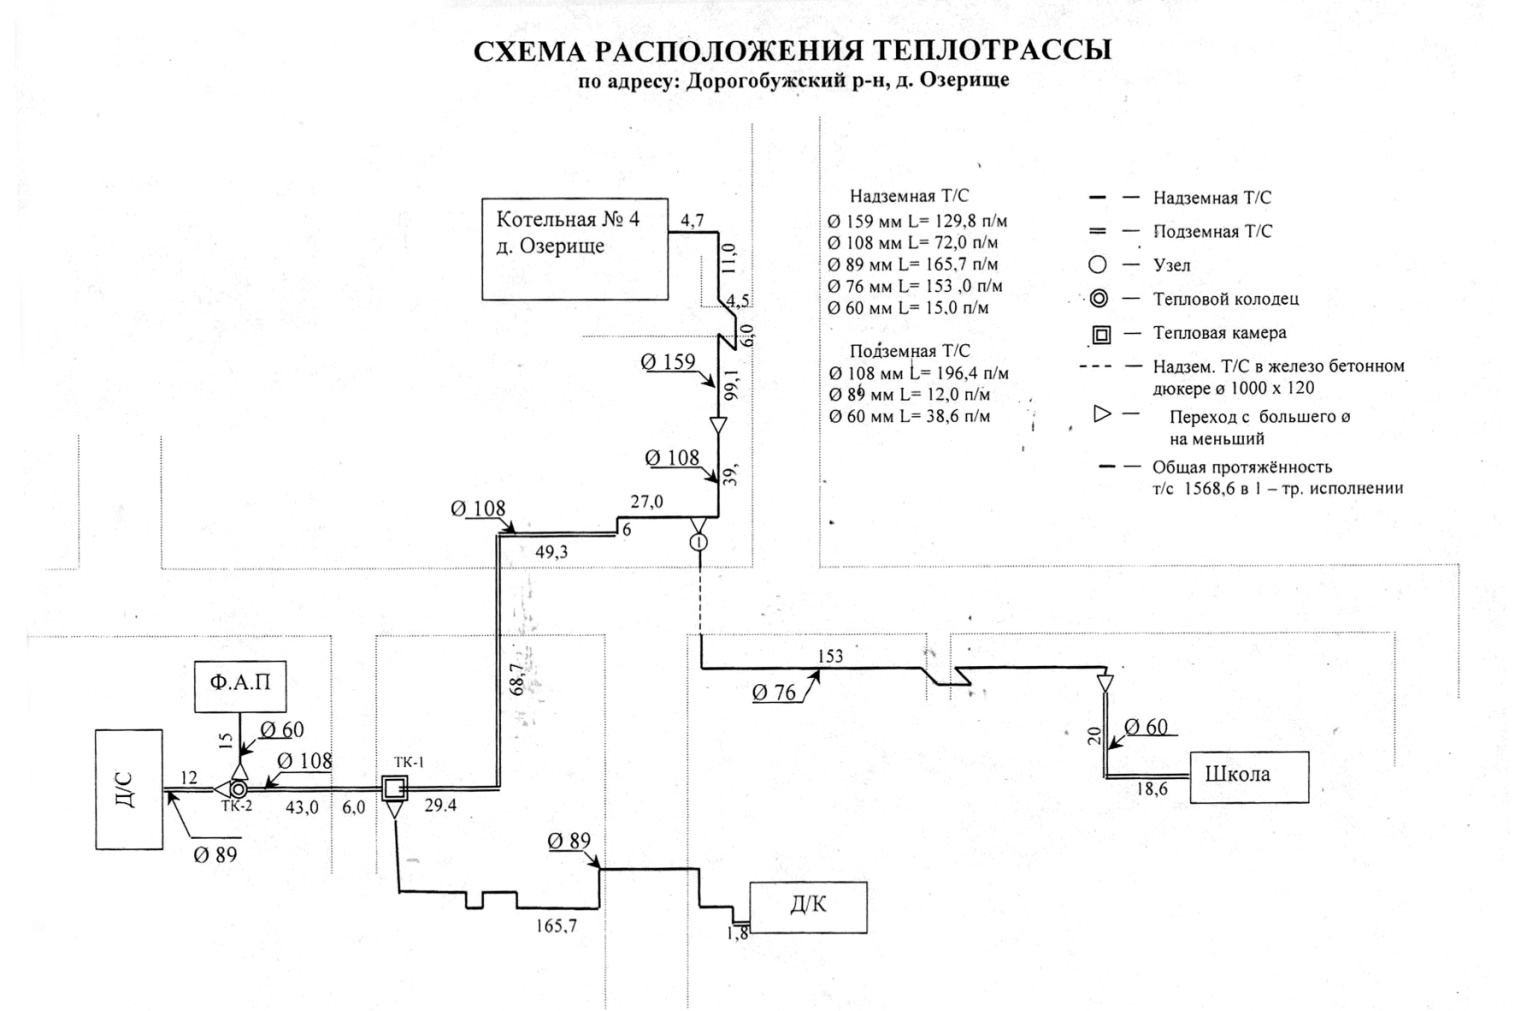 СХЕМА РАСПОЛОЖЕНИЯ ТЕПЛОТРАССЫ
по адресу: Дорогобужский р-н, д. Озерище
Котельная № 4
д. Озерище
4,7
11,0
4,5
6,0
Ø 159
99,1
Ø 108
39,
27,0
6
Ø 108
49,3
1
68,7
Надземная Т/С
Ø 159 мм L= 129,8 п/м
Ø 108 мм L= 72,0 п/м
Ø 89 мм L= 165,7 п/м
Ø 76 мм L= 153 ,0 п/м
Ø 60 мм L= 15,0 п/м
Подземная Т/С
Ø 108 мм L= 196,4 п/м
Ø 89 мм L= 12,0 п/м
Ø 60 мм L= 38,6 п/м
— Надземная Т/С
— Подземная Т/С
— Узел
— Тепловой колодец
— Тепловая камера
— Надзем. Т/С в железо бетонном
дюкере ø 1000 х 120
— Переход с большего ø
на меньший
— Общая протяжённость
т/с 1568,6 в 1 – тр. исполнении
153
Ø 76
20
Ø 60
18,6
Школа
Ф.А.П
15
Ø 60
Д/С
12
Ø 89
ТК-2
Ø 108
43,0
6,0
ТК-1
29.4
Ø 89
165,7
1,8
Д/К